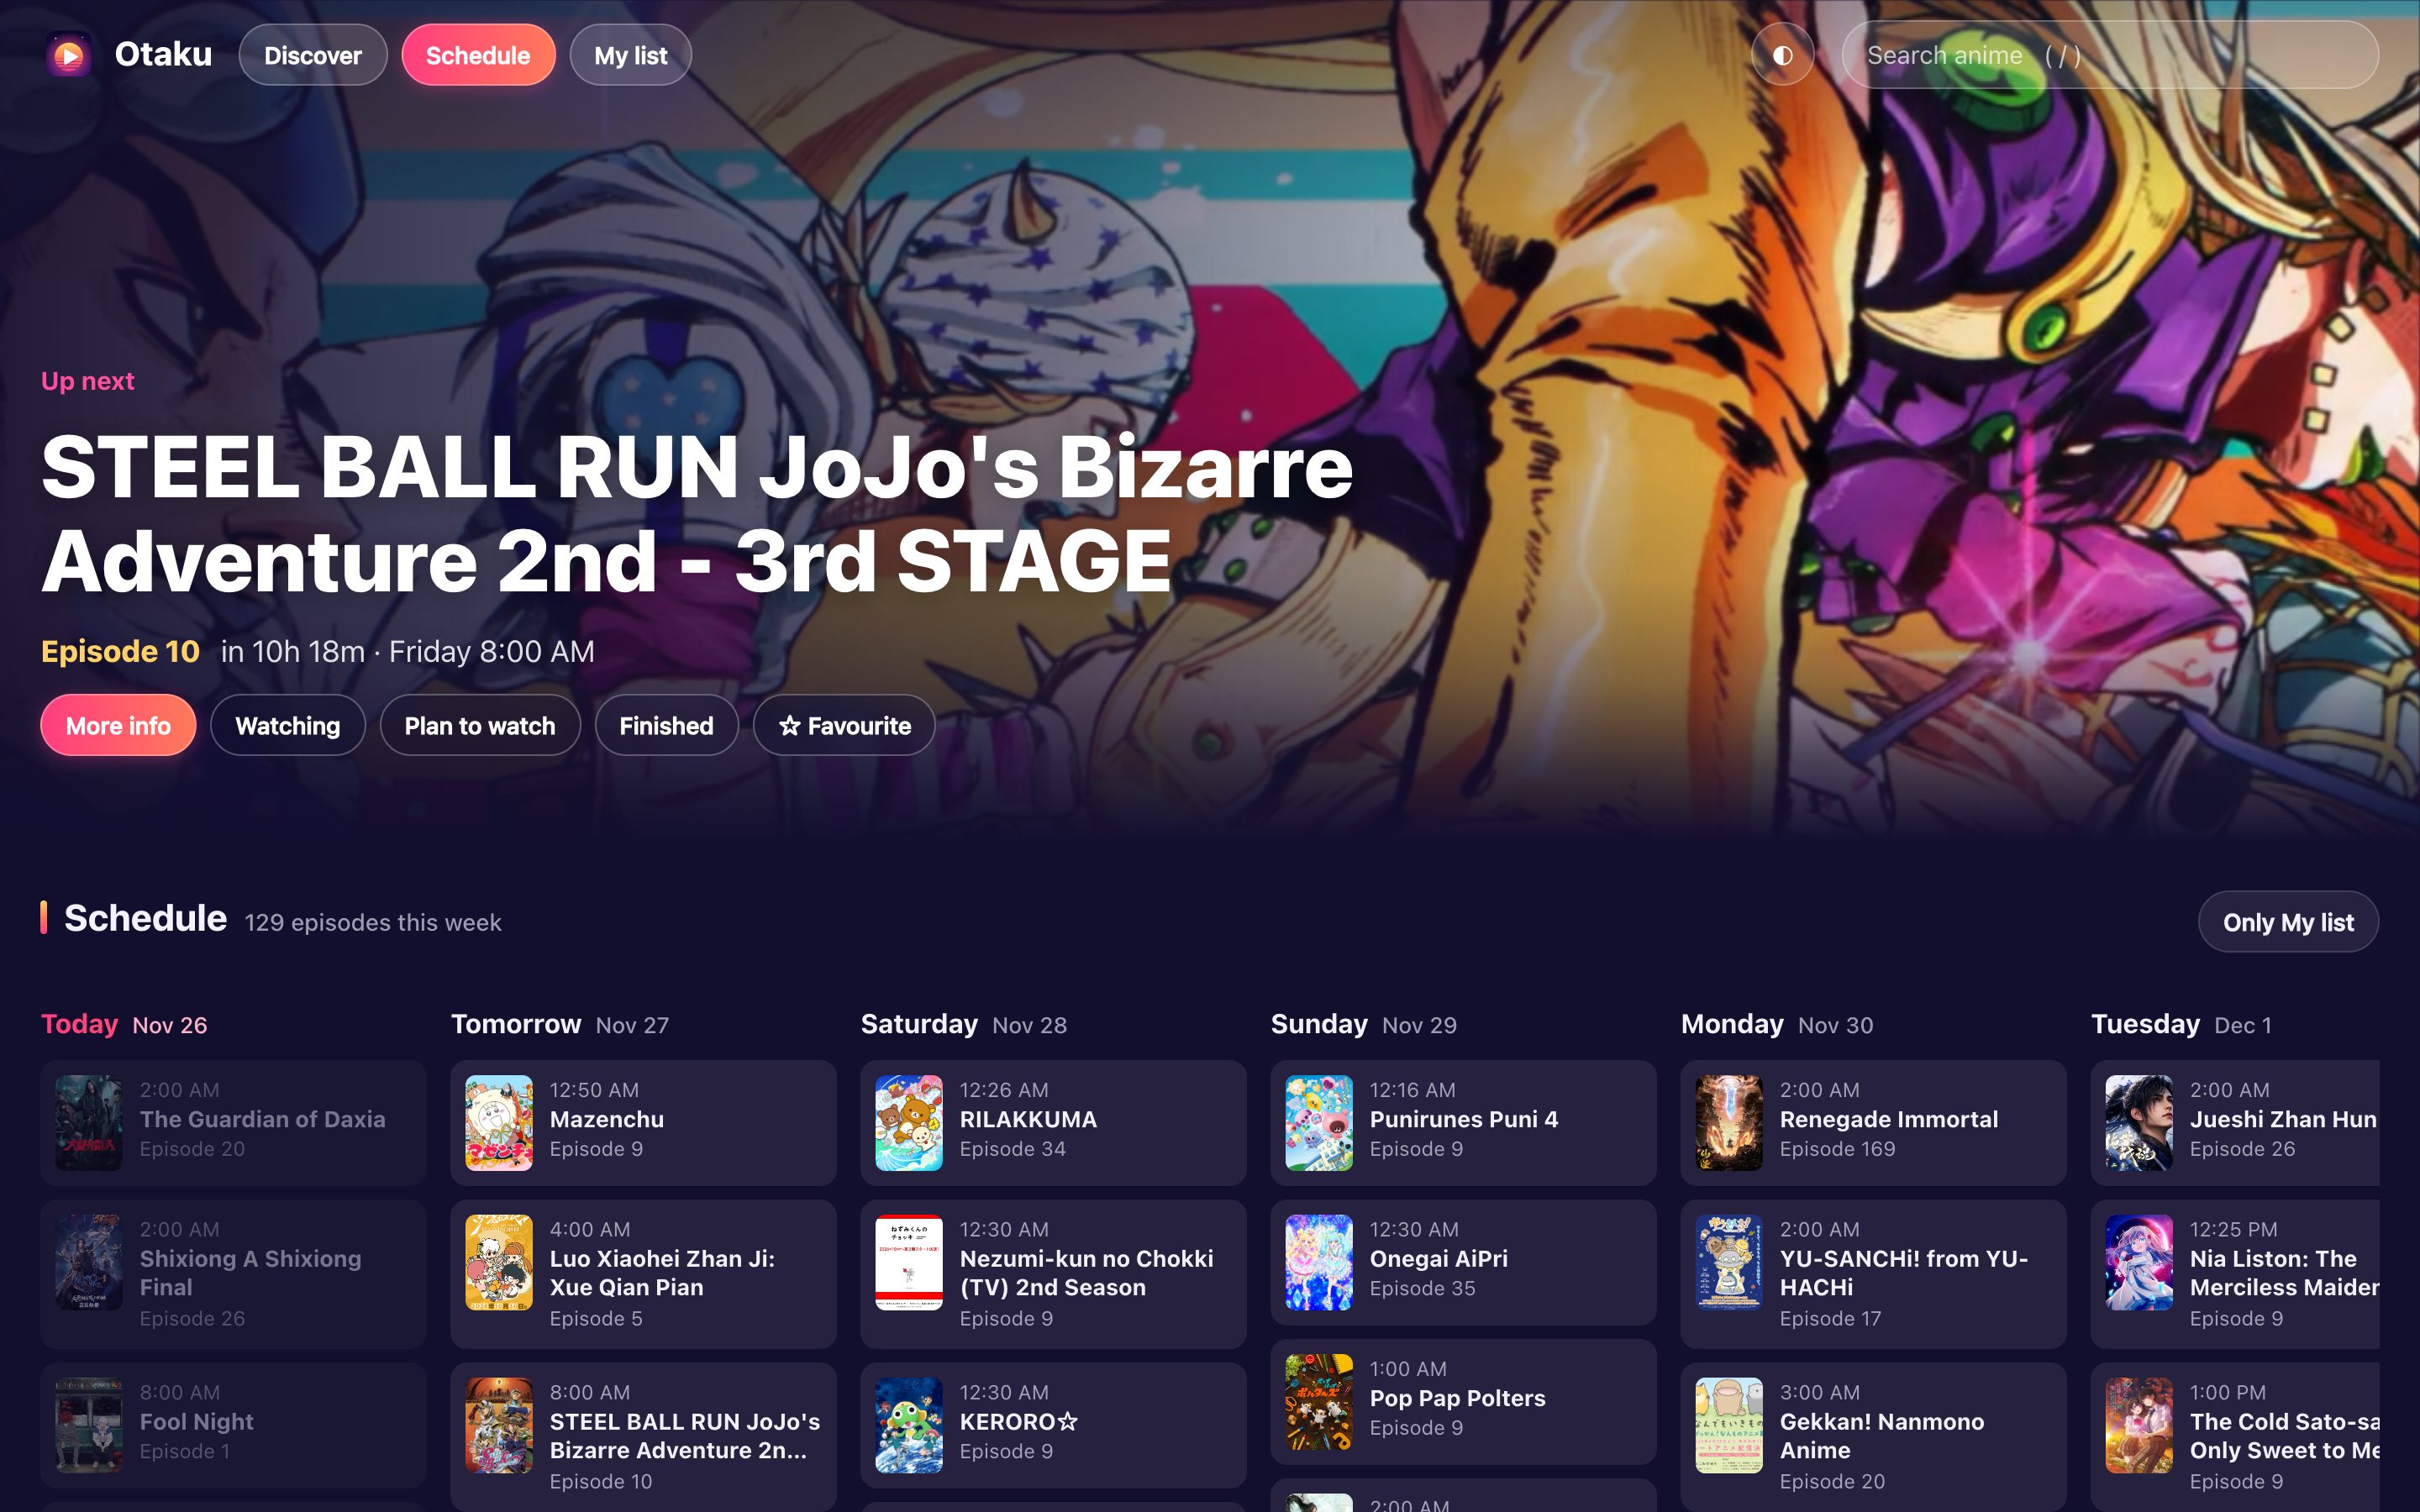 Otaku
Discover
Schedule
My list
Search anime ( / )
Up next
STEEL BALL RUN JoJo's Bizarre
Adventure 2nd - 3rd STAGE
Episode 10 in 10h 18m · Friday 8:00 AM
More info
Watching
Plan to watch
Finished
☆ Favourite
Schedule 129 episodes this week
Only My list
Today Nov 26
2:00 AM
The Guardian of Daxia
Episode 20
2:00 AM
Shixiong A Shixiong
Final
Episode 26
8:00 AM
Fool Night
Episode 1
Tomorrow Nov 27
12:50 AM
Mazenchu
Episode 9
4:00 AM
Luo Xiaohei Zhan Ji:
Xue Qian Pian
Episode 5
8:00 AM
STEEL BALL RUN JoJo's
Bizarre Adventure 2n...
Episode 10
Saturday Nov 28
12:26 AM
RILAKKUMA
Episode 34
12:30 AM
ねずみくんの
チョッキ
Nezumi-kun no Chokki
(TV) 2nd Season
Episode 9
12:30 AM
KERORO☆
Episode 9
Sunday Nov 29
12:16 AM
Punirunes Puni 4
Episode 9
12:30 AM
Onegai AiPri
Episode 35
1:00 AM
Pop Pap Polters
Episode 9
2:00 AM
Monday Nov 30
2:00 AM
Renegade Immortal
Episode 169
2:00 AM
YU-SANCHi! from YU-
HACHi
Episode 17
3:00 AM
Gekkan! Nanmono
Anime
Episode 20
Tuesday Dec 1
2:00 AM
Jueshi Zhan Hun
Episode 26
12:25 PM
Nia Liston: The
Merciless Maiden
Episode 9
1:00 PM
The Cold Sato-sa
Only Sweet to Me
Episode 9